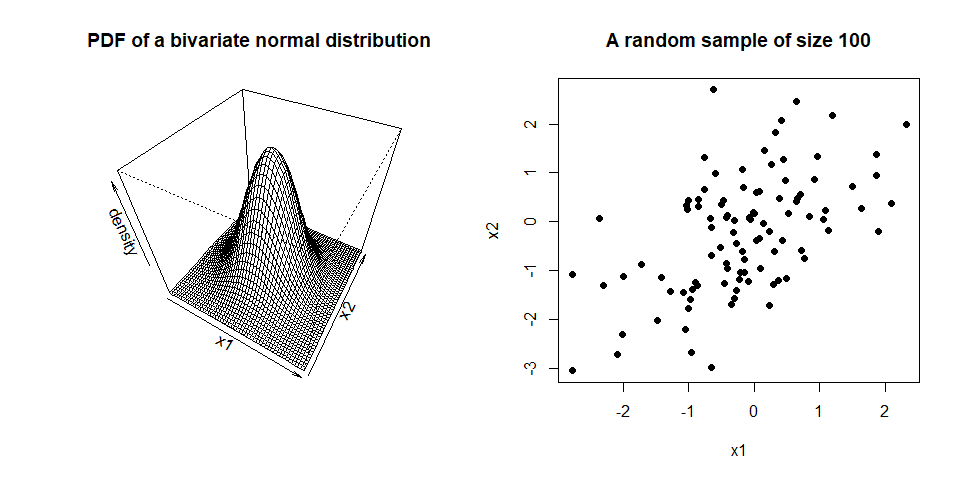 PDF of a bivariate normal distribution
density
x1
x2
A random sample of size 100
x2
2
1
0
-1
-2
-3
-2
-1
0
1
2
x1